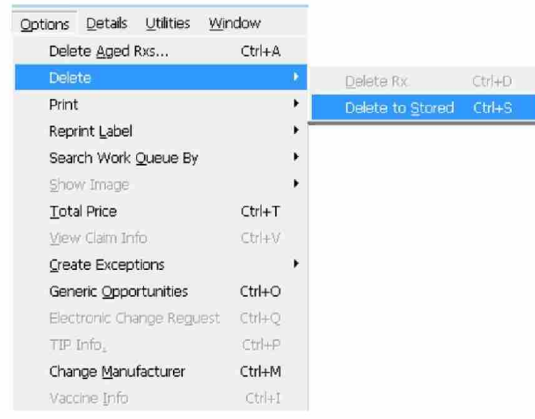 Options Details Utilities Window
Delete Aged Rxs... Ctrl+A
Delete
Delete Rx Ctrl+D
Print
Delete to Stored Ctrl+S
Reprint Label
Search Work Queue By
Show Image
Total Price Ctrl+T
View Claim Info Ctrl+V
Create Exceptions
Generic Opportunities Ctrl+O
Electronic Change Request Ctrl+Q
TIP Info. Ctrl+P
Change Manufacturer Ctrl+M
Vaccine Info Ctrl+I